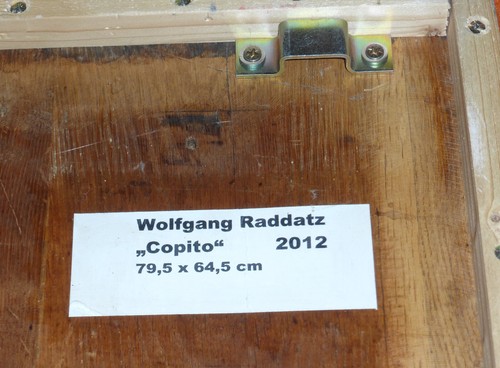 Wolfgang Raddatz
„Copito“ 2012
79,5 x 64,5 cm